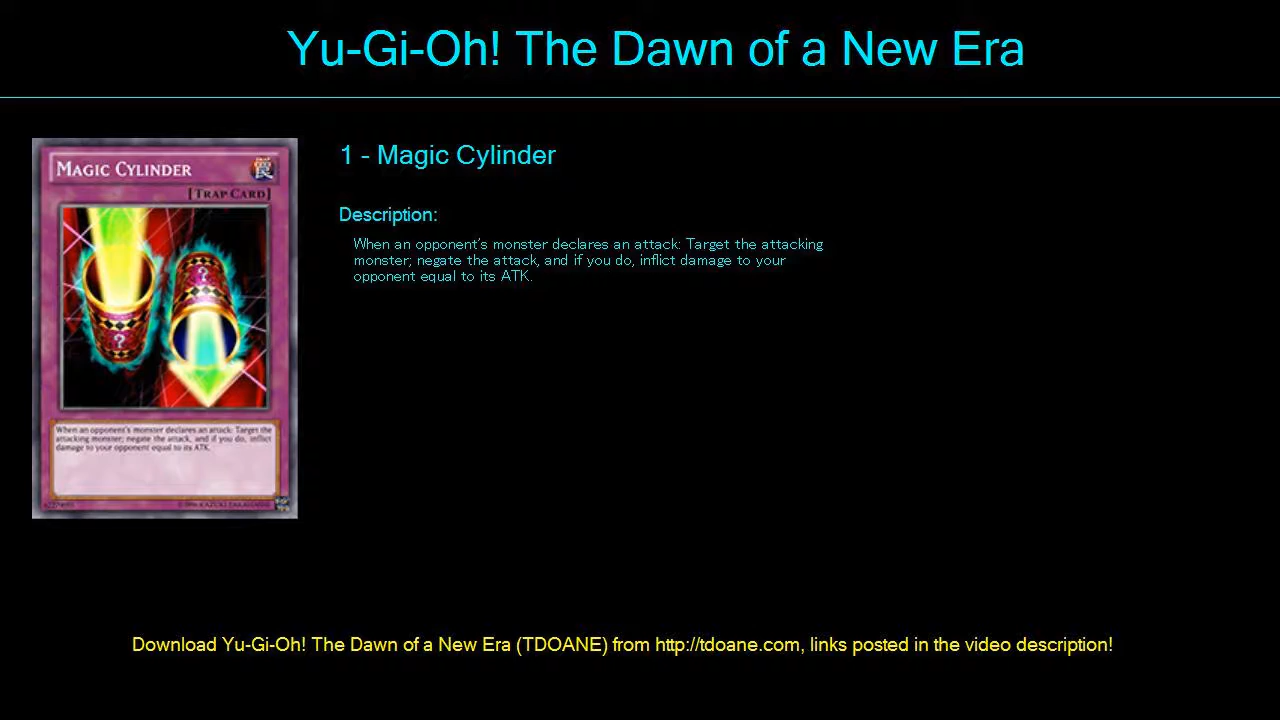 Yu-Gi-Oh! The Dawn of a New Era
MAGIC CYLINDER
[TRAP CARD]
?
?
When an opponent's monster declares an attack: Target the
attacking monster; negate the attack, and if you do, inflict
damage to your opponent equal to its ATK.
1 - Magic Cylinder
Description:
When an opponent's monster declares an attack: Target the attacking
monster; negate the attack, and if you do, inflict damage to your
opponent equal to its ATK.
Download Yu-Gi-Oh! The Dawn of a New Era (TDOANE) from http://tdoane.com, links posted in the video description!